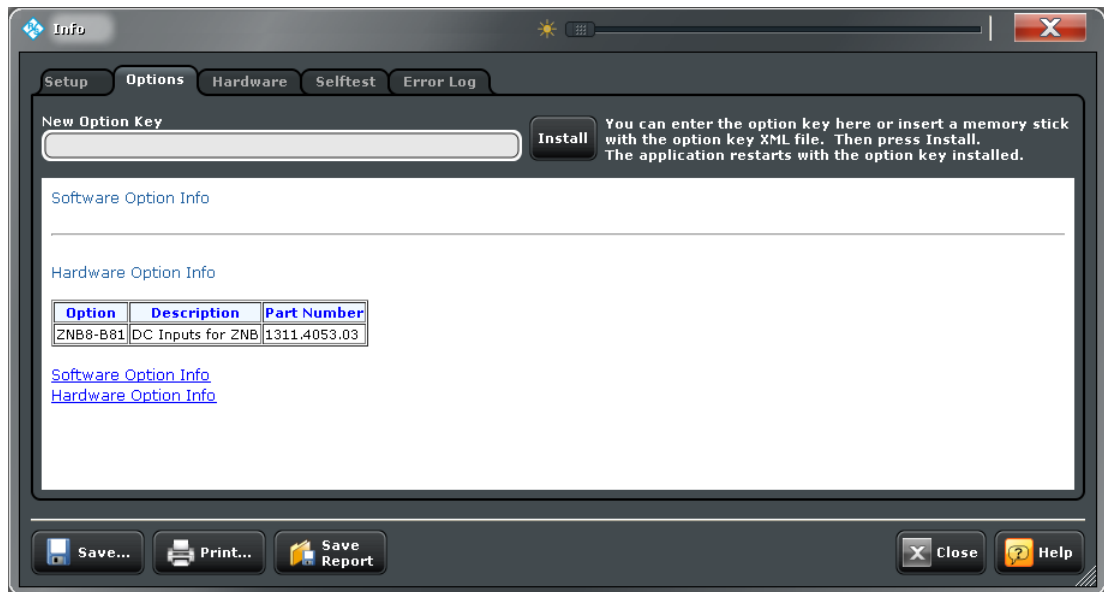 Info
Setup Options Hardware Selftest Error Log
New Option Key
Install
You can enter the option key here or insert a memory stick
with the option key XML file. Then press Install.
The application restarts with the option key installed.
Software Option Info
Hardware Option Info
Option Description Part Number
ZNB8-B81 DC Inputs for ZNB 1311.4053.03
Software Option Info
Hardware Option Info
Save... Print... Save Report X Close Help